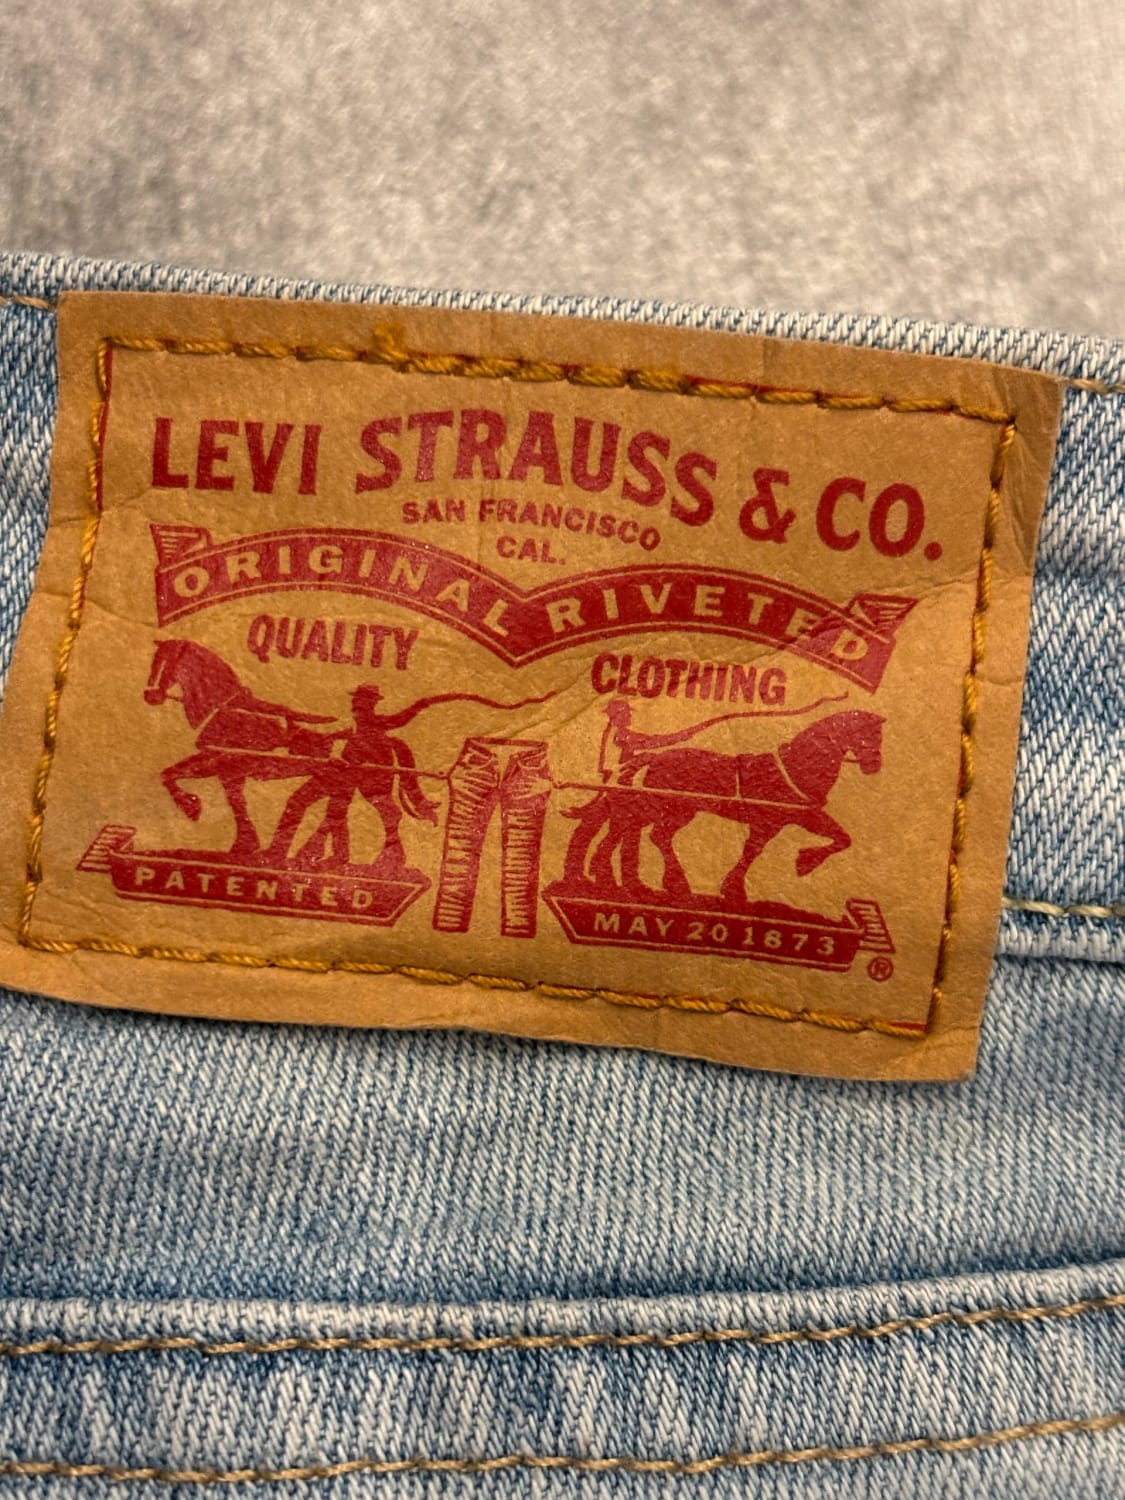 LEVI STRAUSS & CO.
SAN FRANCISCO
CAL.
ORIGINAL RIVETED
QUALITY
CLOTHING
PATENTED
MAY 20 1873
®